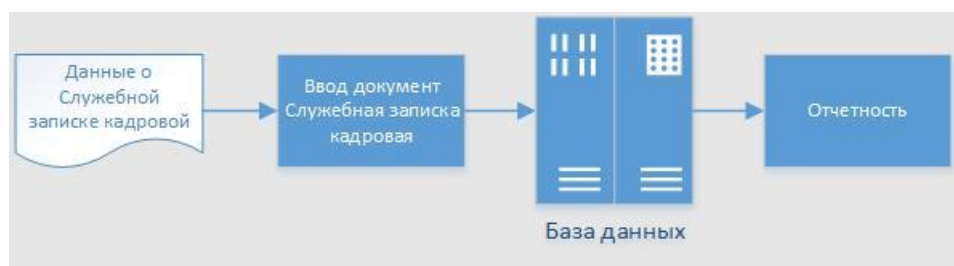 Данные о
Служебной
записке кадровой
Ввод документ
Служебная записка
кадровая
База данных
Отчетность